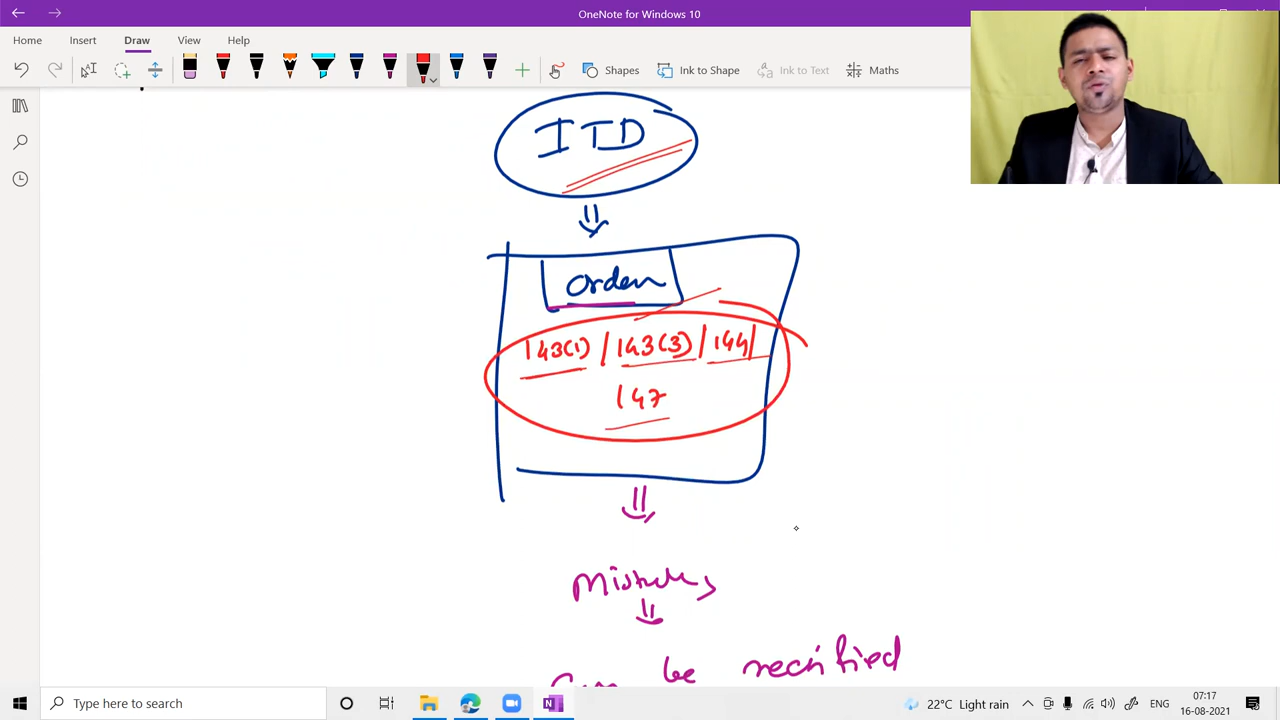 OneNote for Windows 10
Home Insert Draw View Help
Shapes Ink to Shape Ink to Text Maths
ITD
order
143(1) / 143(3) / 144/
147
Mistakes
Can be rectified
Type here to search
22°C Light rain ENG 07:17
16-08-2021